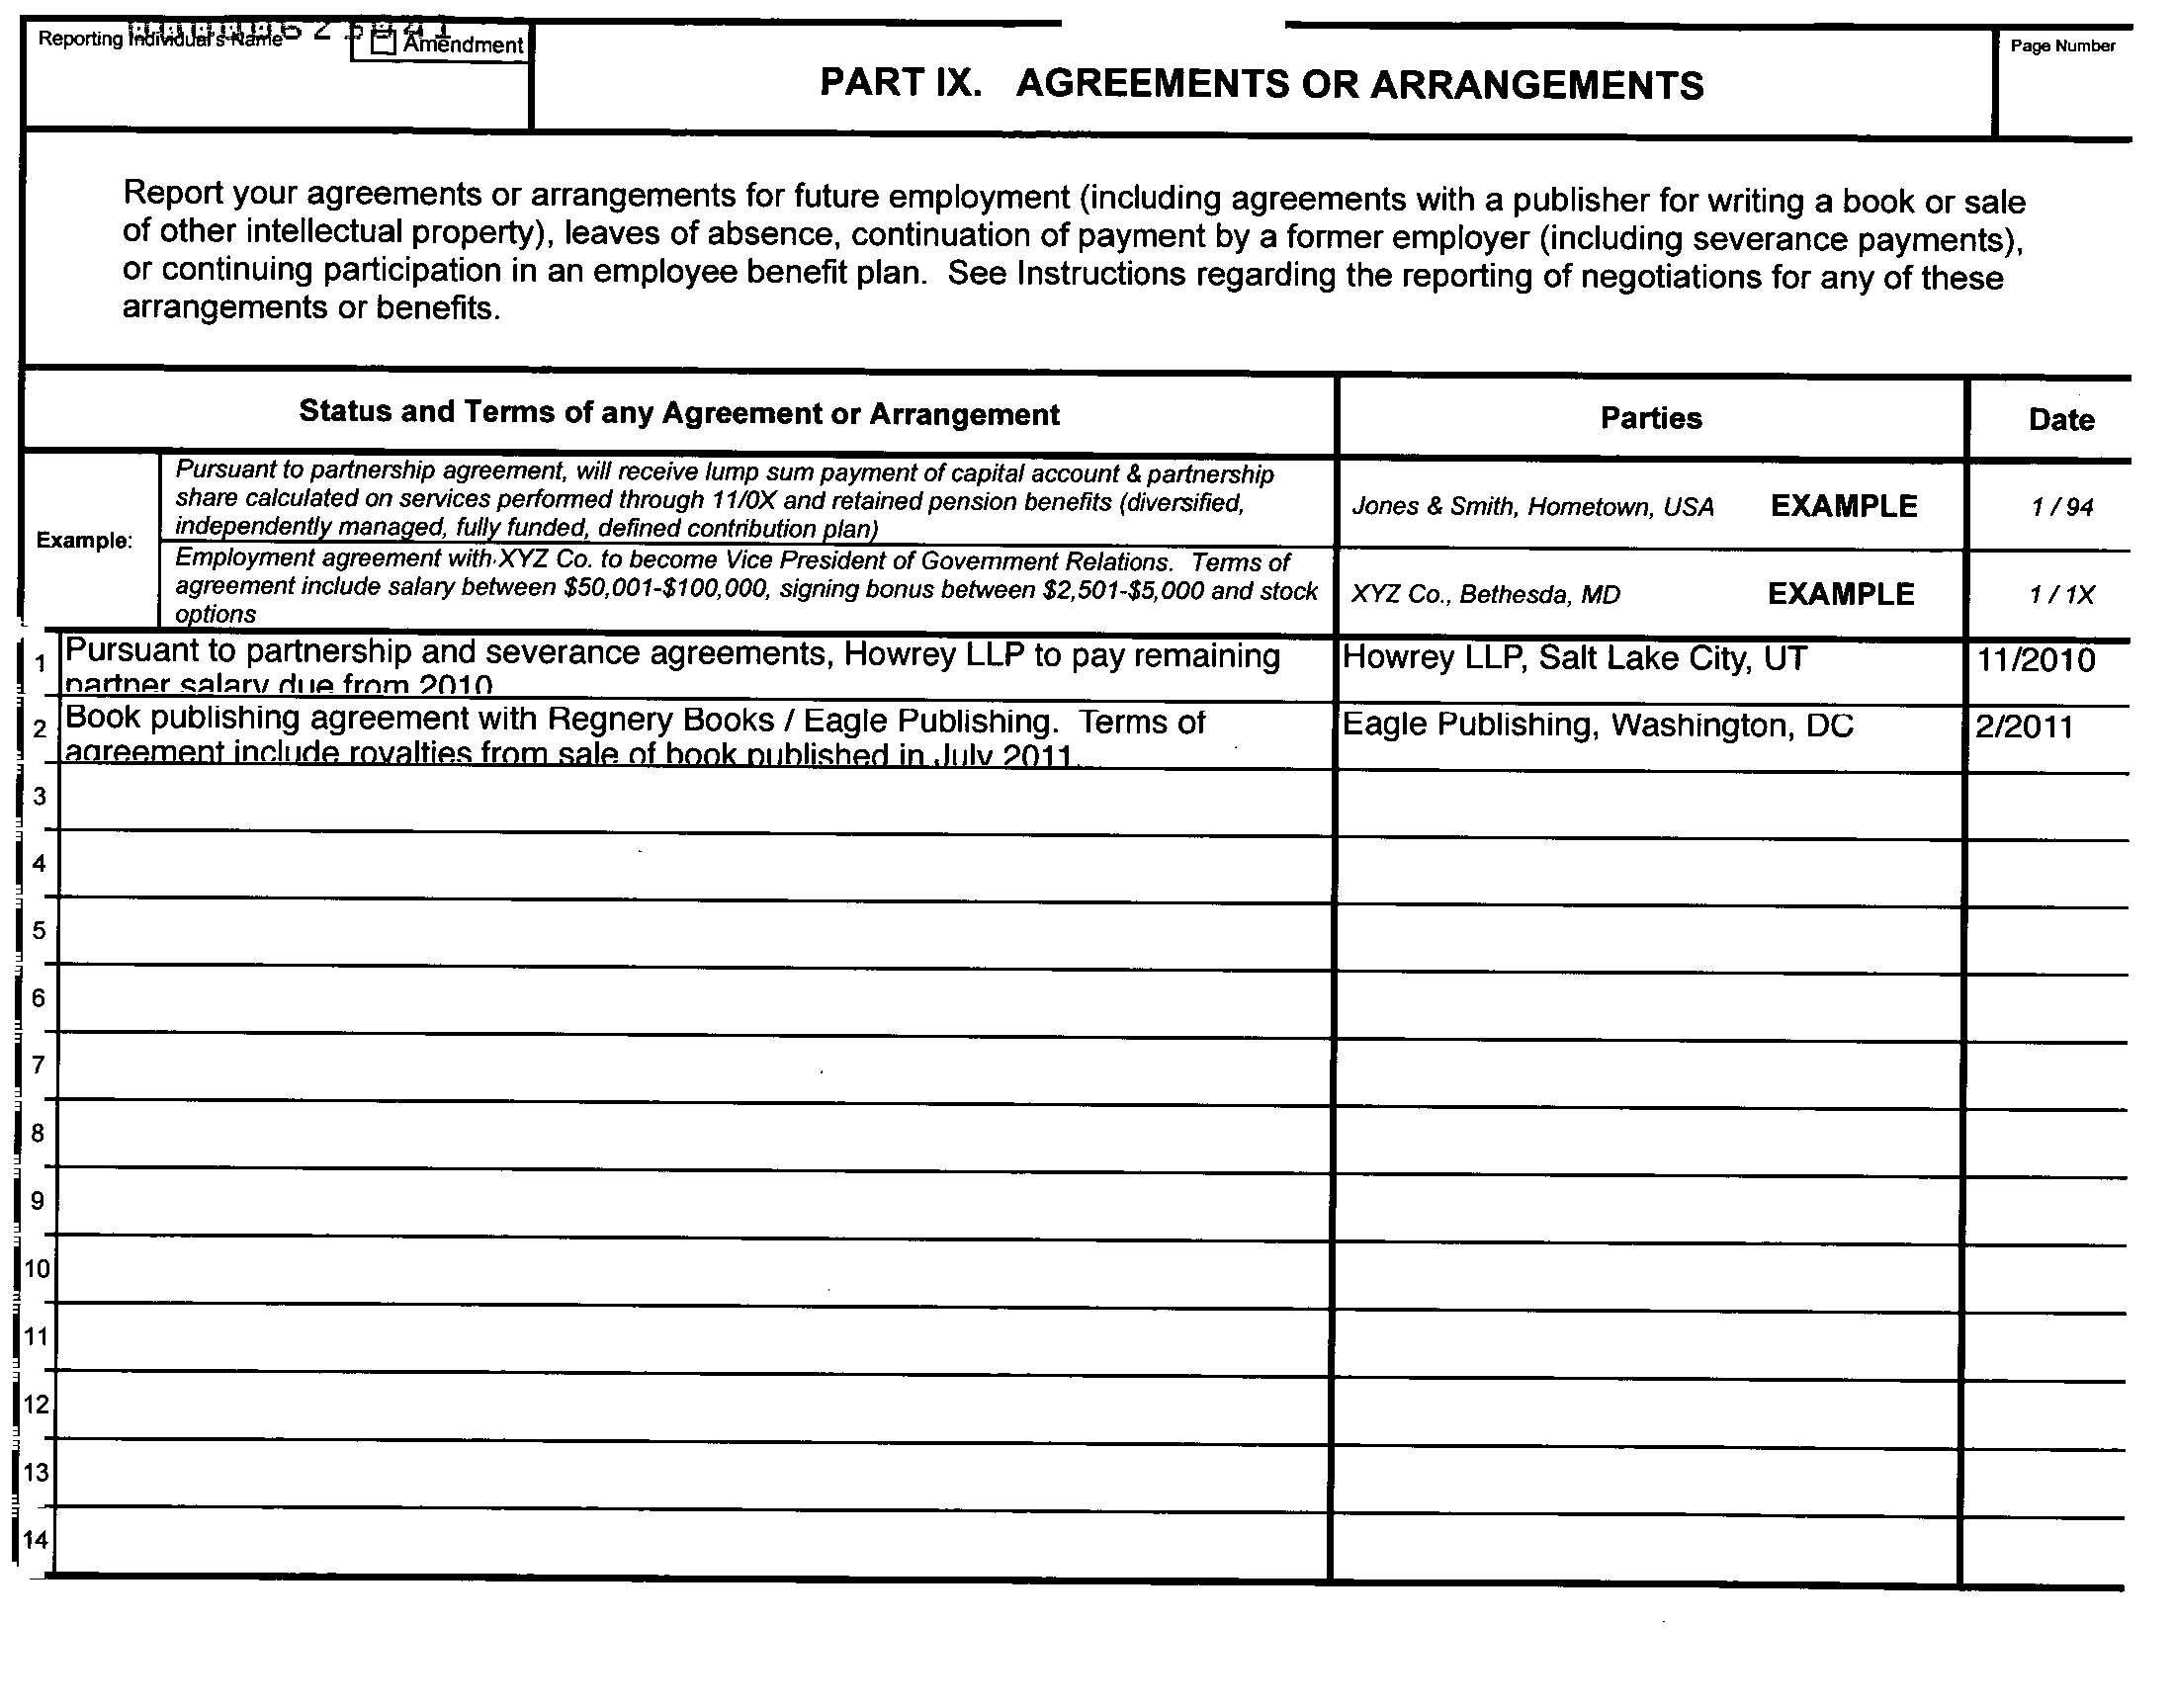 Reporting Individual's Name
Amendment
PART IX. AGREEMENTS OR ARRANGEMENTS
Page Number
Report your agreements or arrangements for future employment (including agreements with a publisher for writing a book or sale
of other intellectual property), leaves of absence, continuation of payment by a former employer (including severance payments),
or continuing participation in an employee benefit plan. See Instructions regarding the reporting of negotiations for any of these
arrangements or benefits.
Status and Terms of any Agreement or Arrangement
Parties
Date
Example:
Pursuant to partnership agreement, will receive lump sum payment of capital account & partnership
share calculated on services performed through 11/0X and retained pension benefits (diversified,
independently managed, fully funded, defined contribution plan)
Jones & Smith, Hometown, USA EXAMPLE
1 / 94
Employment agreement with XYZ Co. to become Vice President of Government Relations. Terms of
agreement include salary between $50,001-$100,000, signing bonus between $2,501-$5,000 and stock
options
XYZ Co., Bethesda, MD EXAMPLE
1 / 1X
1
Pursuant to partnership and severance agreements, Howrey LLP to pay remaining
partner salary due from 2010
Howrey LLP, Salt Lake City, UT
11/2010
2
Book publishing agreement with Regnery Books / Eagle Publishing. Terms of
agreement include royalties from sale of book published in July 2011.
Eagle Publishing, Washington, DC
2/2011
3
4
5
6
7
8
9
10
11
12
13
14